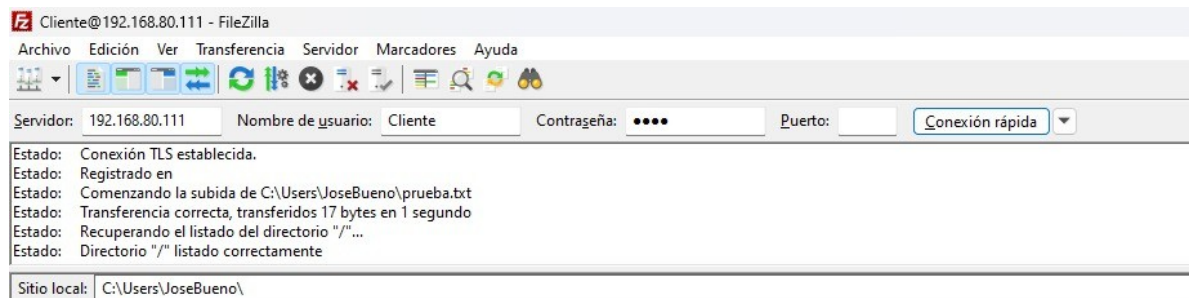 Cliente@192.168.80.111 - FileZilla
Archivo Edición Ver Transferencia Servidor Marcadores Ayuda
Servidor: 192.168.80.111 Nombre de usuario: Cliente Contraseña: ●●●● Puerto: Conexión rápida
Estado: Conexión TLS establecida.
Estado: Registrado en
Estado: Comenzando la subida de C:\Users\JoseBueno\prueba.txt
Estado: Transferencia correcta, transferidos 17 bytes en 1 segundo
Estado: Recuperando el listado del directorio "/"...
Estado: Directorio "/" listado correctamente
Sitio local: C:\Users\JoseBueno\